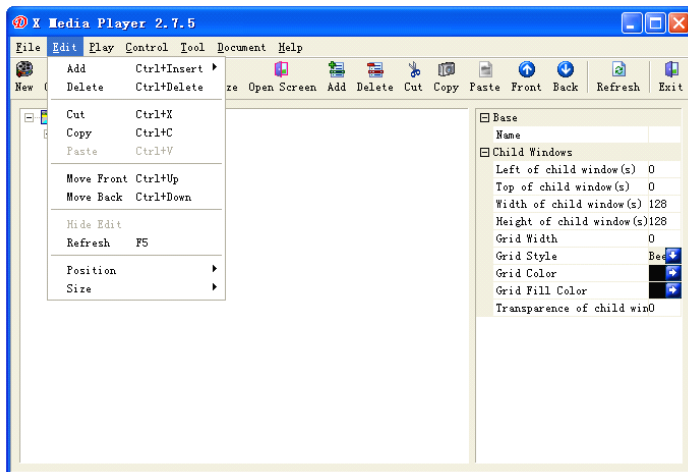 X Media Player 2.7.5
File Edit Play Control Tool Document Help
New ze Open Screen Add Delete Cut Copy Paste Front Back Refresh Exit
Add Ctrl+Insert
Delete Ctrl+Delete
Cut Ctrl+X
Copy Ctrl+C
Paste Ctrl+V
Move Front Ctrl+Up
Move Back Ctrl+Down
Hide Edit
Refresh F5
Position
Size
Base
Name
Child Windows
Left of child window(s) 0
Top of child window(s) 0
Width of child window(s) 128
Height of child window(s) 128
Grid Width 0
Grid Style Bee
Grid Color
Grid Fill Color
Transparence of child win 0